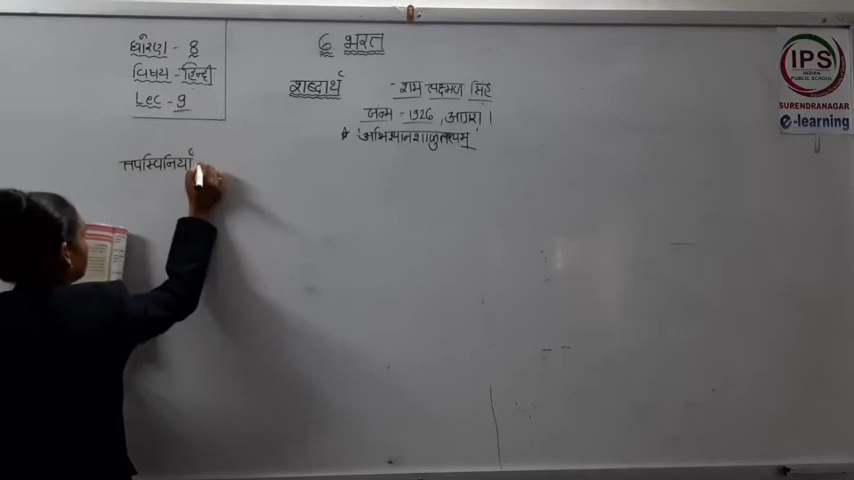 धोरण - 8
विषय - हिन्दी
Lec - 9
6 भरत
शब्दार्थ
- राम लक्ष्मण सिंह
जन्म - 1926, आगरा ।
* 'अभिज्ञानशाकुन्तलम्'
तपस्विनियाँ
IPS
INDIAN
PUBLIC SCHOOL
SURENDRANAGAR
e-learning